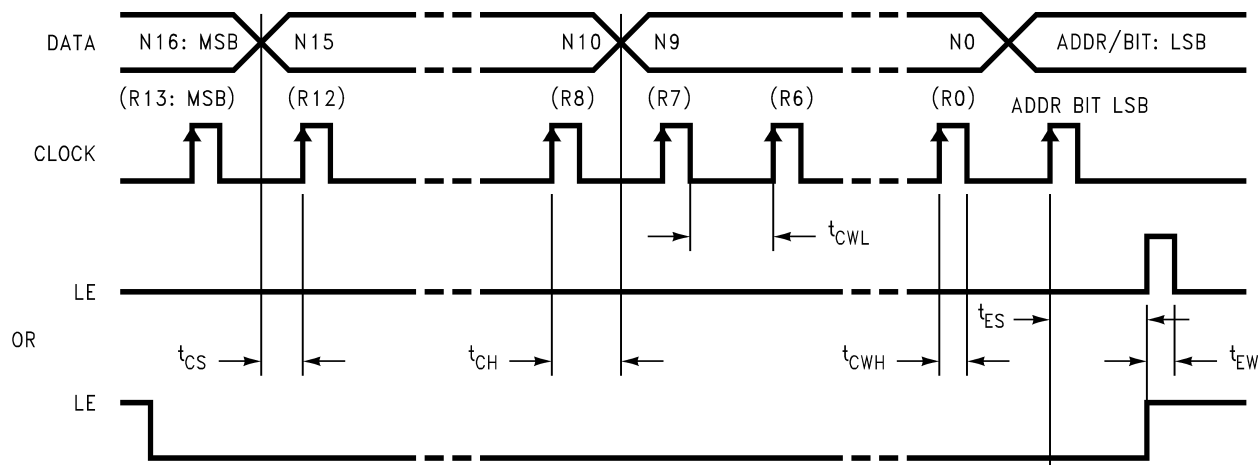 DATA N16: MSB N15 N10 N9 N0 ADDR/BIT: LSB
(R13: MSB) (R12) (R8) (R7) (R6) (R0) ADDR BIT LSB
CLOCK
tCWL
LE
tES
OR
tCS tCH tCWH tEW
LE